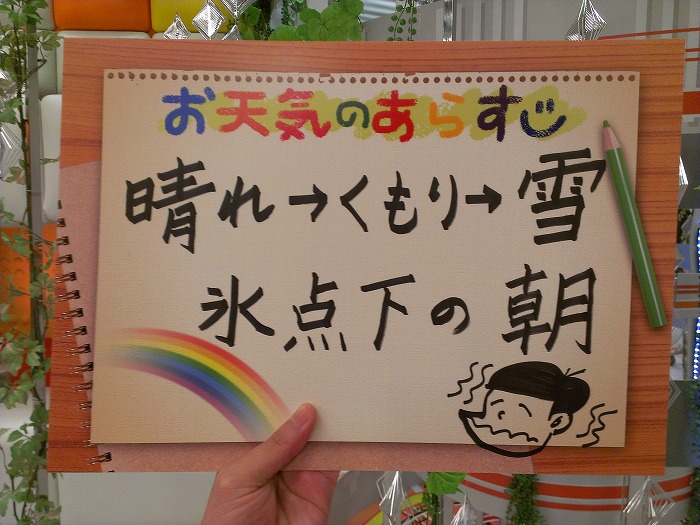 お天気のあらすじ
晴れ→くもり→雪
氷点下の朝